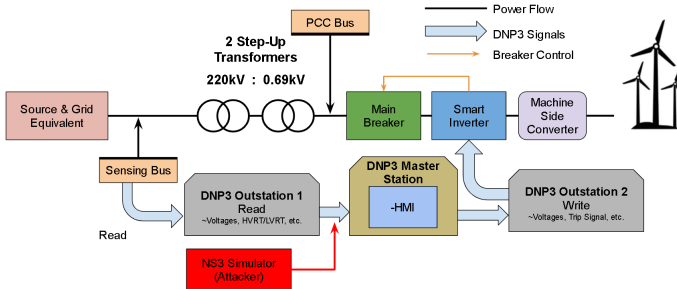 PCC Bus
Power Flow
DNP3 Signals
Breaker Control
2 Step-Up
Transformers
220kV : 0.69kV
Source & Grid
Equivalent
Main
Breaker
Smart
Inverter
Machine
Side
Converter
Sensing Bus
Read
DNP3 Outstation 1
Read
~Voltages, HVRT/LVRT, etc.
DNP3 Master
Station
-HMI
DNP3 Outstation 2
Write
~Voltages, Trip Signal, etc.
NS3 Simulator
(Attacker)